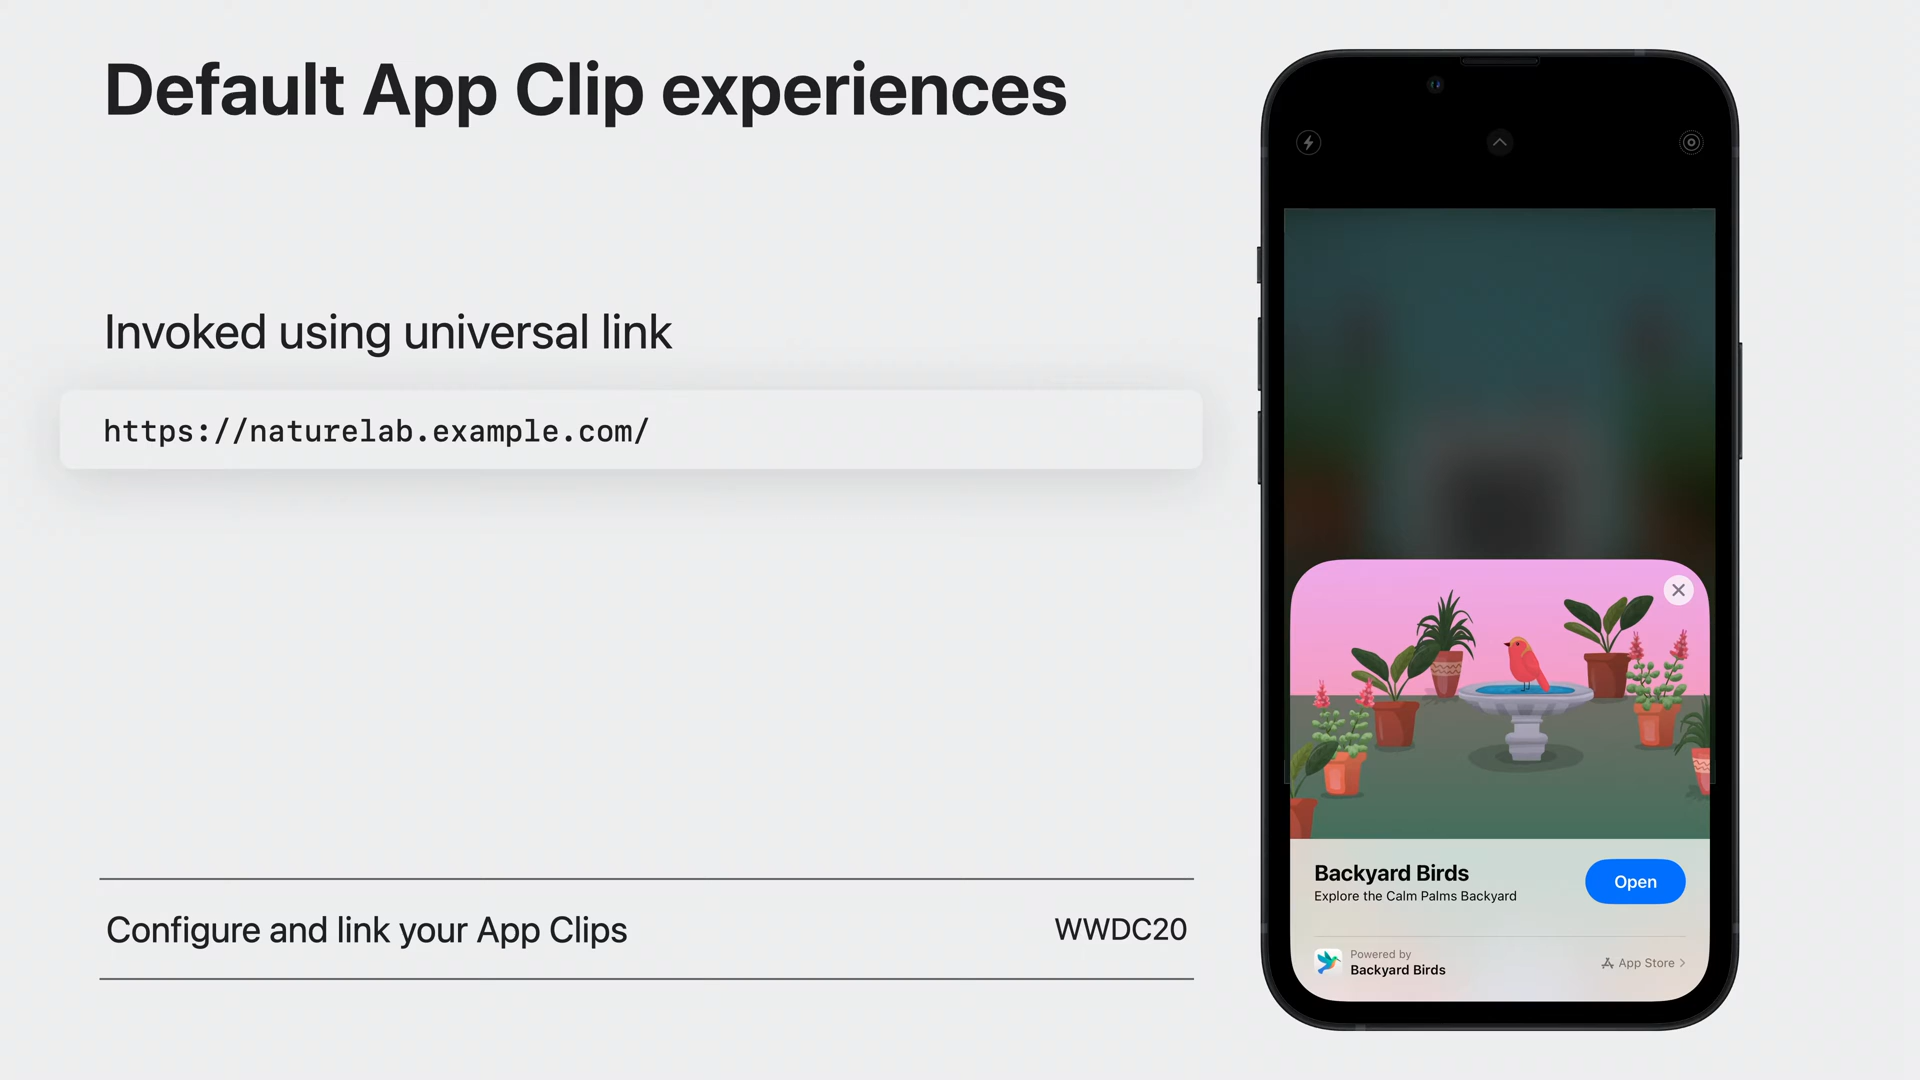 Default App Clip experiences
Invoked using universal link
https://naturelab.example.com/
Configure and link your App Clips
WWDC20
Backyard Birds
Explore the Calm Palms Backyard
Open
Powered by
Backyard Birds
App Store